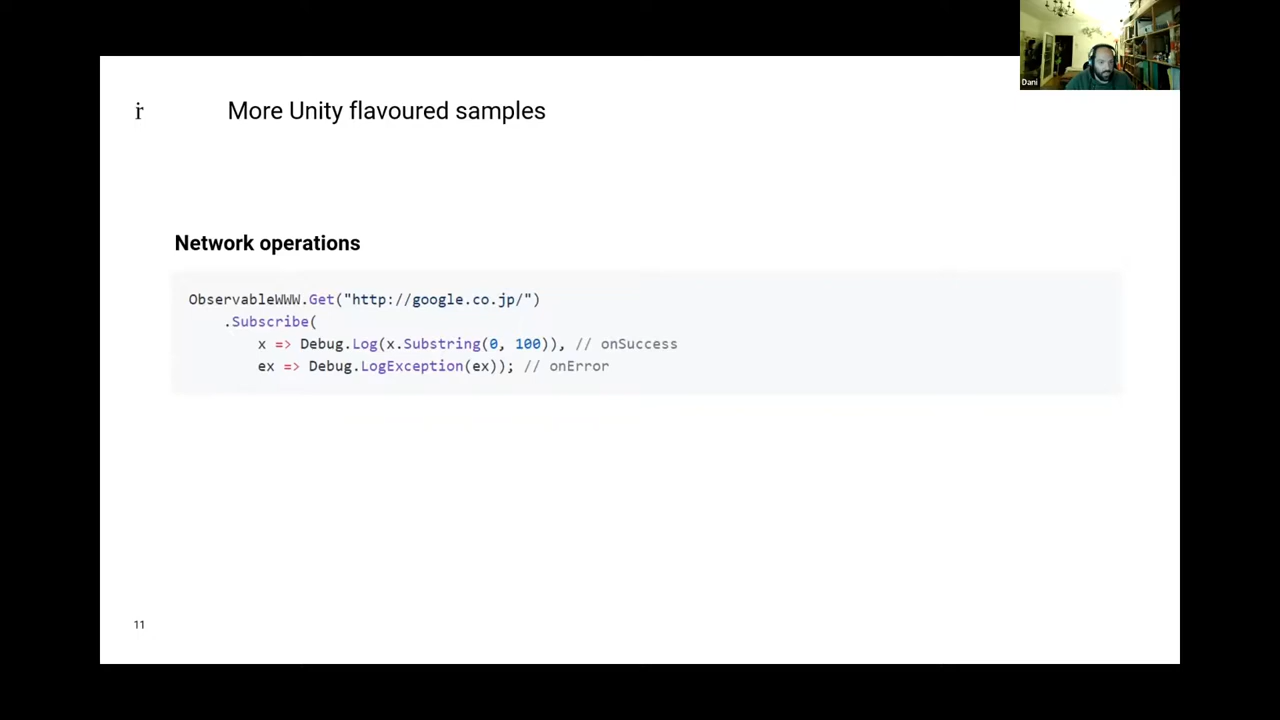 Dani
ṙ More Unity flavoured samples
Network operations
ObservableWWW.Get("http://google.co.jp/")
.Subscribe(
x => Debug.Log(x.Substring(0, 100)), // onSuccess
ex => Debug.LogException(ex)); // onError
11